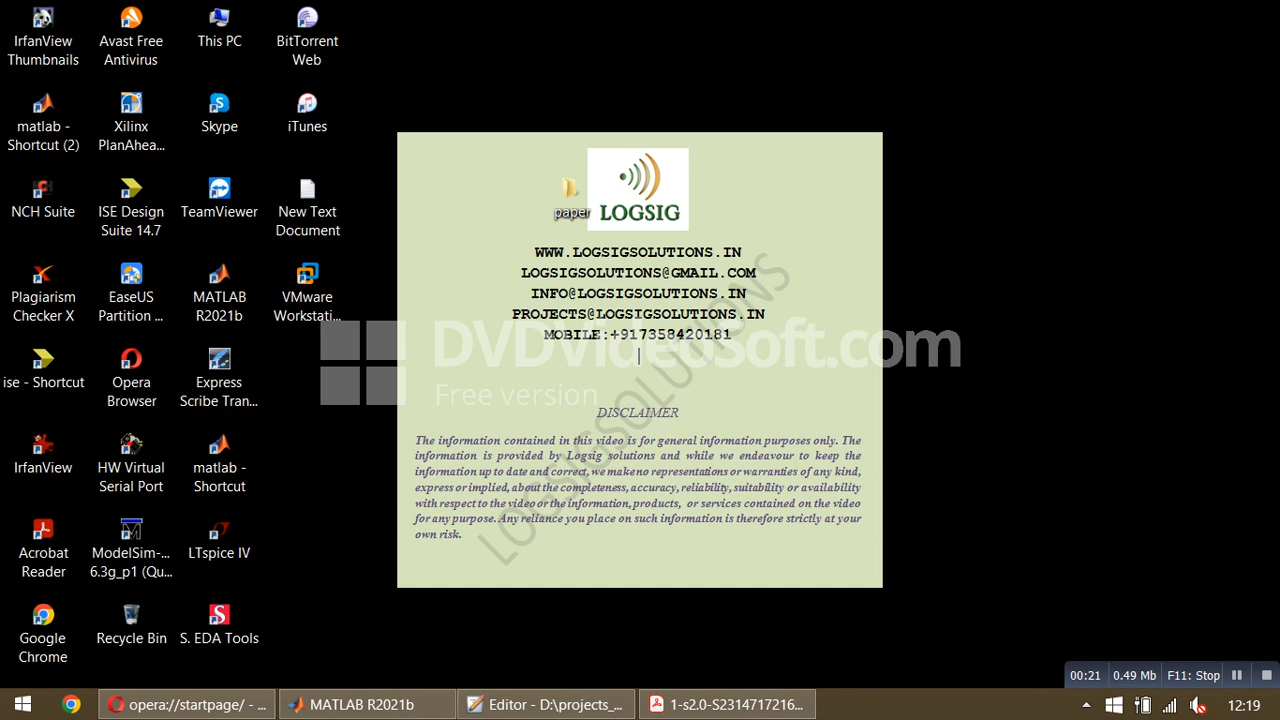 IrfanView
Thumbnails
Avast Free
Antivirus
This PC
BitTorrent
Web
matlab -
Shortcut (2)
Xilinx
PlanAhea...
Skype
iTunes
NCH Suite
ISE Design
Suite 14.7
TeamViewer
New Text
Document
Plagiarism
Checker X
EaseUS
Partition ...
MATLAB
R2021b
VMware
Workstati...
ise - Shortcut
Opera
Browser
Express
Scribe Tran...
IrfanView
HW Virtual
Serial Port
matlab -
Shortcut
Acrobat
Reader
ModelSim-...
6.3g_p1 (Qu...
LTspice IV
Google
Chrome
Recycle Bin
S. EDA Tools
paper
LOGSIG
WWW.LOGSIGSOLUTIONS.IN
LOGSIGSOLUTIONS@GMAIL.COM
INFO@LOGSIGSOLUTIONS.IN
PROJECTS@LOGSIGSOLUTIONS.IN
MOBILE:+917358420181
DVDVideoSoft.com
Free version
LOGSIGSOLUTIONS
DISCLAIMER
The information contained in this video is for general information purposes only. The
information is provided by Logsig solutions and while we endeavour to keep the
information up to date and correct, we make no representations or warranties of any kind,
express or implied, about the completeness, accuracy, reliability, suitability or availability
with respect to the video or the information, products, or services contained on the video
for any purpose. Any reliance you place on such information is therefore strictly at your
own risk.
00:21 0.49 Mb F11: Stop
opera://startpage/ - ...
MATLAB R2021b
Editor - D:\projects_...
1-s2.0-S2314717216...
12:19